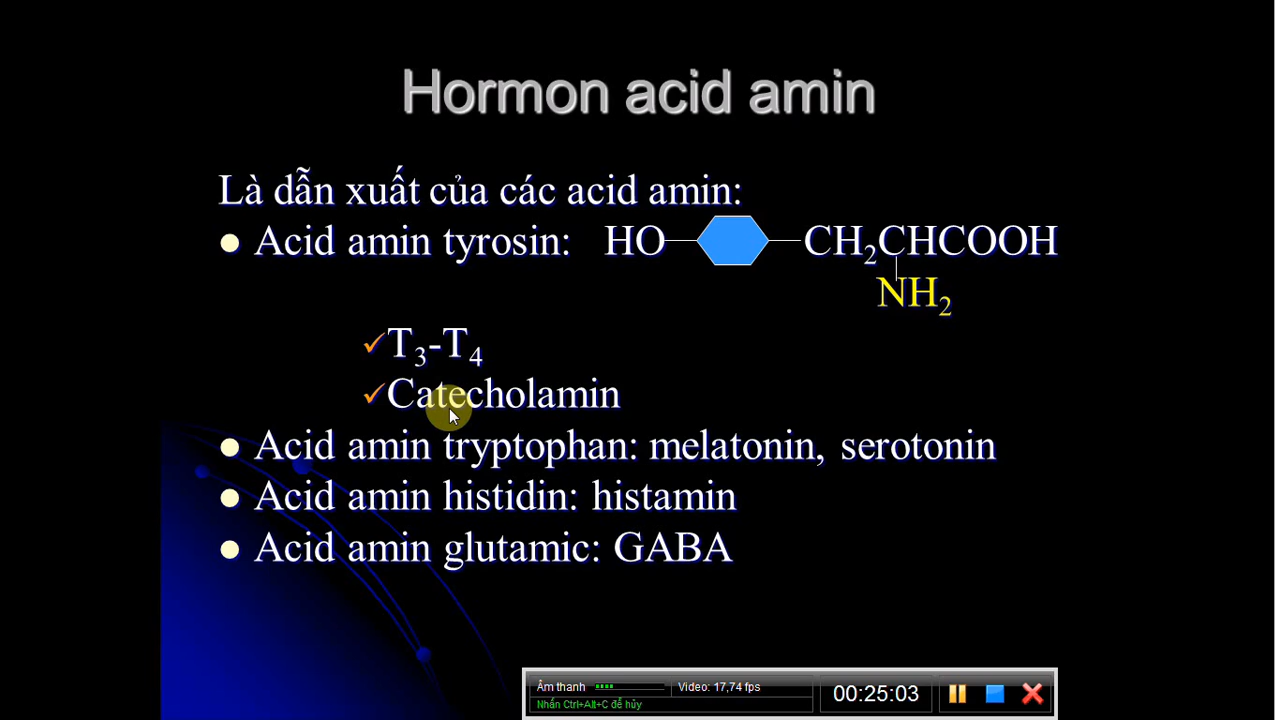 Hormon acid amin
Là dẫn xuất của các acid amin:
Acid amin tyrosin: HO CH₂CHCOOH
NH₂
T₃-T₄
Catecholamin
Acid amin tryptophan: melatonin, serotonin
Acid amin histidin: histamin
Acid amin glutamic: GABA
Âm thanh Video: 17,74 fps 00:25:03
Nhấn Ctrl+Alt+C để hủy